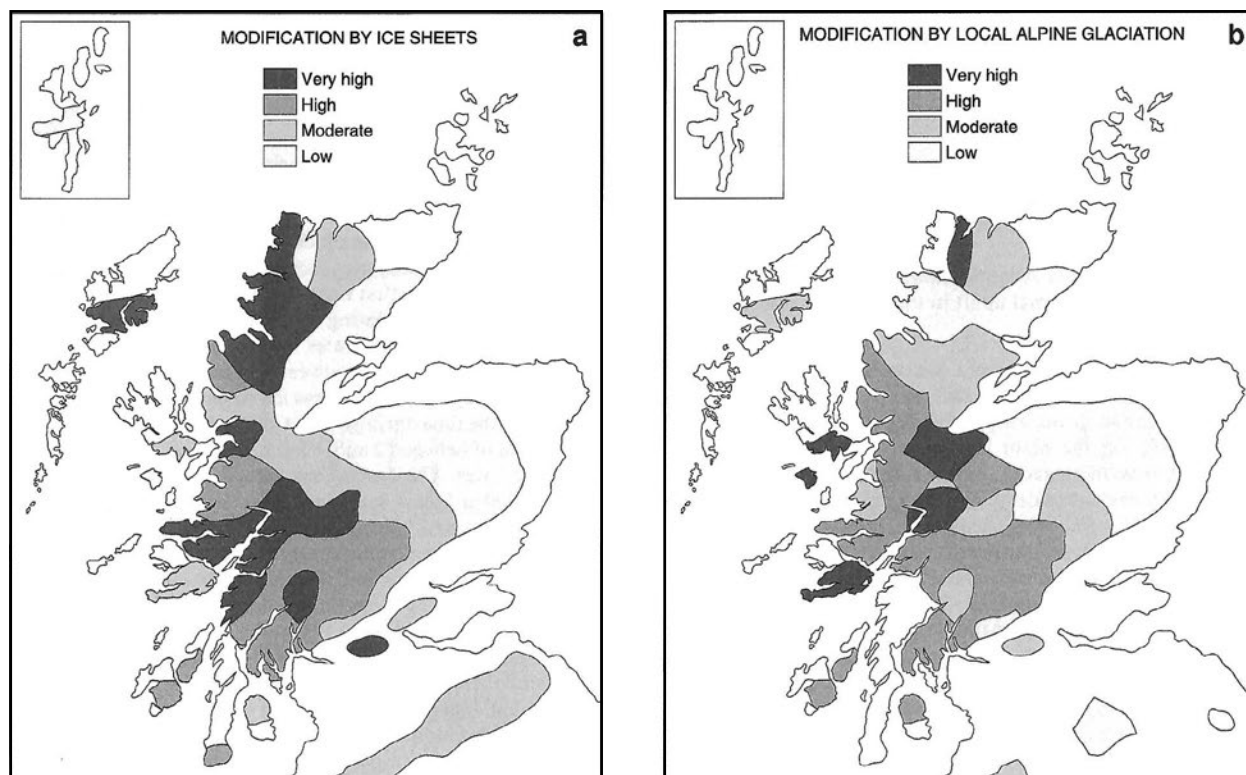 MODIFICATION BY ICE SHEETS
a
Very high
High
Moderate
Low
MODIFICATION BY LOCAL ALPINE GLACIATION
b
Very high
High
Moderate
Low